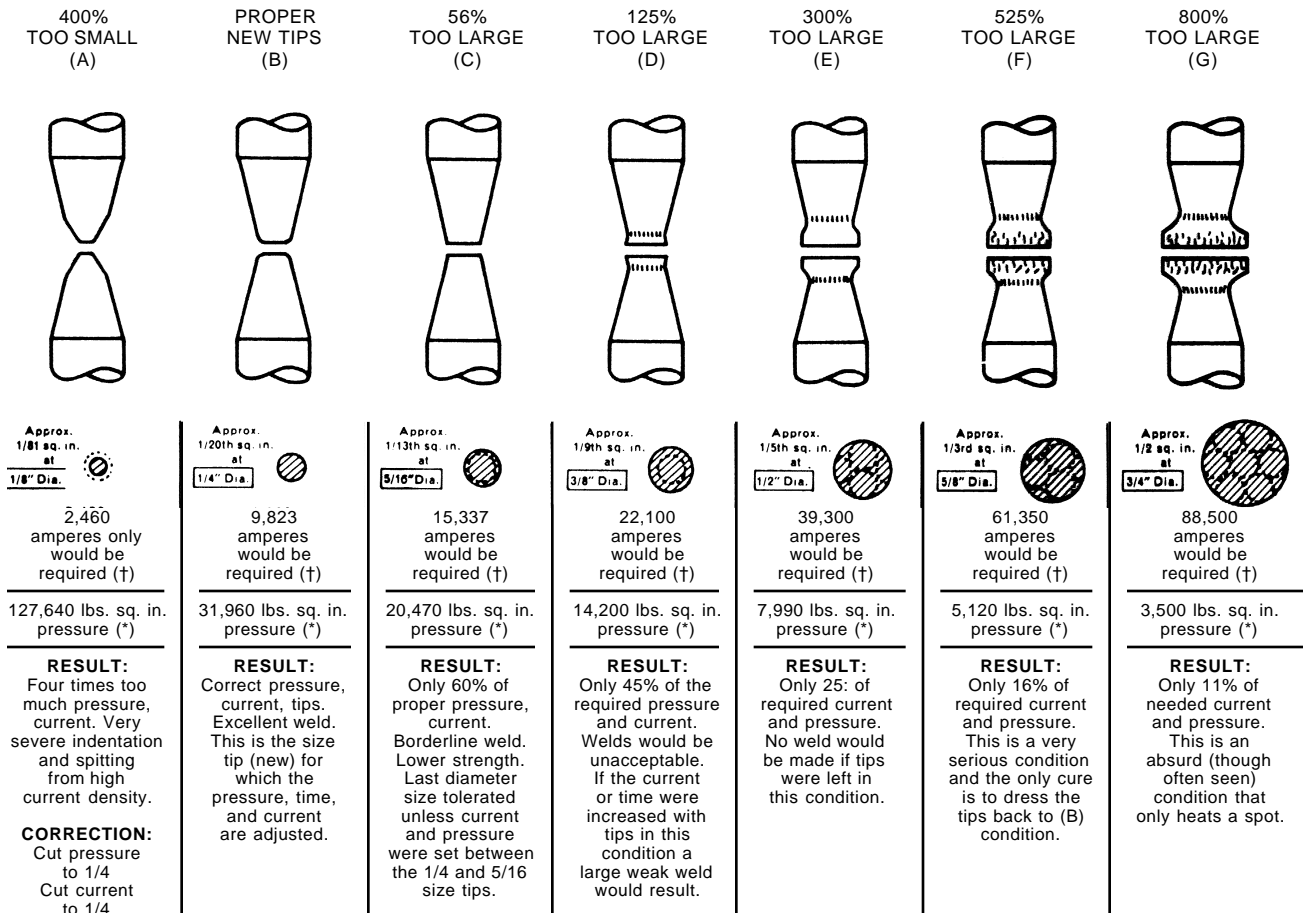 400%
TOO SMALL
(A)
PROPER
NEW TIPS
(B)
56%
TOO LARGE
(C)
125%
TOO LARGE
(D)
300%
TOO LARGE
(E)
525%
TOO LARGE
(F)
800%
TOO LARGE
(G)
Approx.
1/81 sq. in.
at
1/8" Dia.
2,460
amperes only
would be
required (†)
127,640 lbs. sq. in.
pressure (*)
RESULT:
Four times too
much pressure,
current. Very
severe indentation
and spitting
from high
current density.
CORRECTION:
Cut pressure
to 1/4
Cut current
to 1/4
Approx.
1/20th sq. in.
at
1/4" Dia.
9,823
amperes
would be
required (†)
31,960 lbs. sq. in.
pressure (*)
RESULT:
Correct pressure,
current, tips.
Excellent weld.
This is the size
tip (new) for
which the
pressure, time,
and current
are adjusted.
Approx.
1/13th sq. in.
at
5/16" Dia.
15,337
amperes
would be
required (†)
20,470 lbs. sq. in.
pressure (*)
RESULT:
Only 60% of
proper pressure,
current.
Borderline weld.
Lower strength.
Last diameter
size tolerated
unless current
and pressure
were set between
the 1/4 and 5/16
size tips.
Approx.
1/9th sq. in.
at
3/8" Dia.
22,100
amperes
would be
required (†)
14,200 lbs. sq. in.
pressure (*)
RESULT:
Only 45% of the
required pressure
and current.
Welds would be
unacceptable.
If the current
or time were
increased with
tips in this
condition a
large weak weld
would result.
Approx.
1/5th sq. in.
at
1/2" Dia.
39,300
amperes
would be
required (†)
7,990 lbs. sq. in.
pressure (*)
RESULT:
Only 25: of
required current
and pressure.
No weld would
be made if tips
were left in
this condition.
Approx.
1/3rd sq. in.
at
5/8" Dia.
61,350
amperes
would be
required (†)
5,120 lbs. sq. in.
pressure (*)
RESULT:
Only 16% of
required current
and pressure.
This is a very
serious condition
and the only cure
is to dress the
tips back to (B)
condition.
Approx.
1/2 sq. in.
at
3/4" Dia.
88,500
amperes
would be
required (†)
3,500 lbs. sq. in.
pressure (*)
RESULT:
Only 11% of
needed current
and pressure.
This is an
absurd (though
often seen)
condition that
only heats a spot.